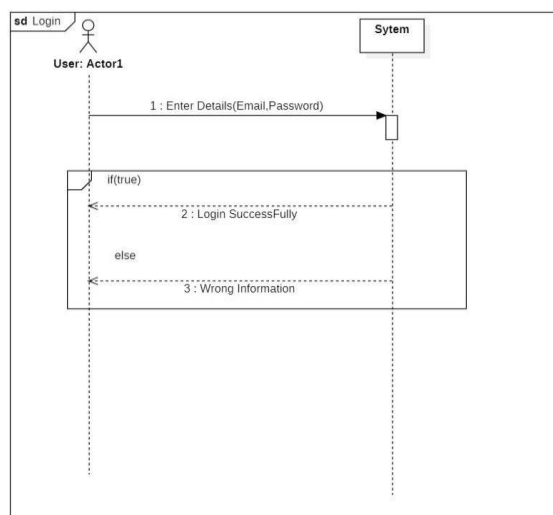 sd Login
Sytem
User: Actor1
1 : Enter Details(Email,Password)
if(true)
2 : Login SuccessFully
else
3 : Wrong Information